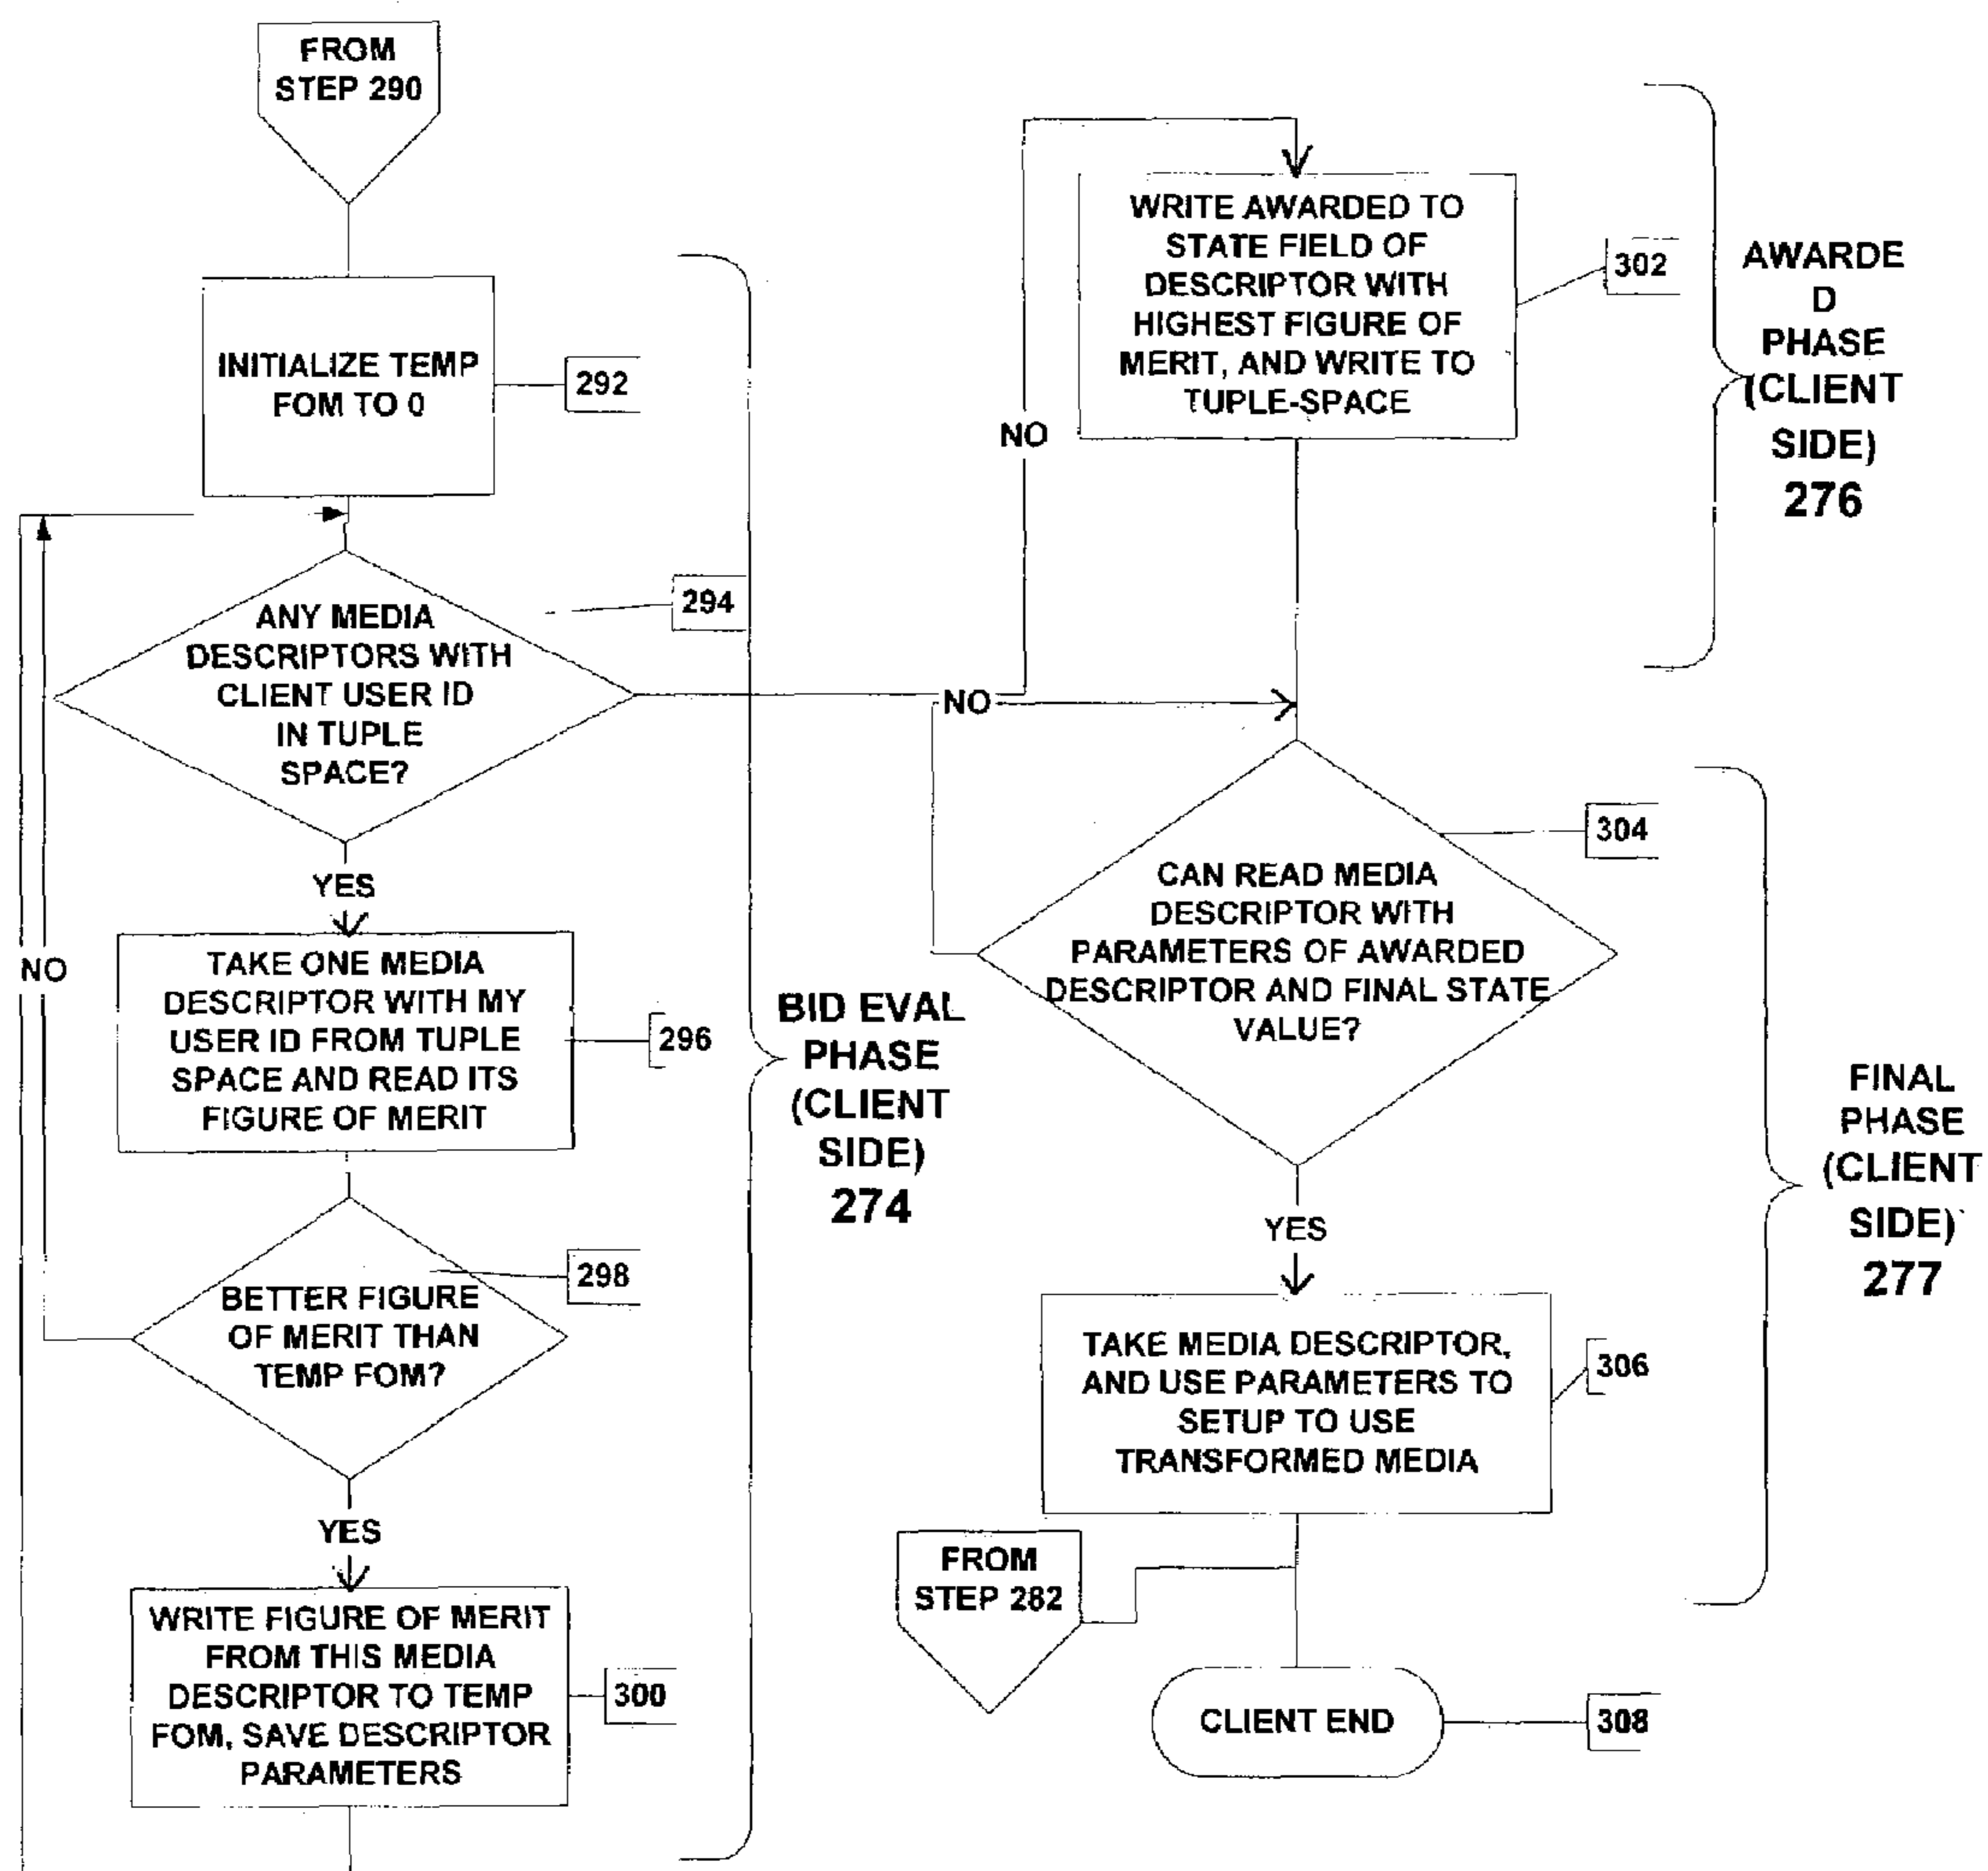 FROM
STEP 290
INITIALIZE TEMP
FOM TO 0
292
ANY MEDIA
DESCRIPTORS WITH
CLIENT USER ID
IN TUPLE
SPACE?
294
YES
NO
TAKE ONE MEDIA
DESCRIPTOR WITH MY
USER ID FROM TUPLE
SPACE AND READ ITS
FIGURE OF MERIT
296
BETTER FIGURE
OF MERIT THAN
TEMP FOM?
298
YES
WRITE FIGURE OF MERIT
FROM THIS MEDIA
DESCRIPTOR TO TEMP
FOM, SAVE DESCRIPTOR
PARAMETERS
300
BID EVAL
PHASE
(CLIENT
SIDE)
274
NO
WRITE AWARDED TO
STATE FIELD OF
DESCRIPTOR WITH
HIGHEST FIGURE OF
MERIT, AND WRITE TO
TUPLE-SPACE
302
AWARDE
D
PHASE
(CLIENT
SIDE)
276
NO
CAN READ MEDIA
DESCRIPTOR WITH
PARAMETERS OF AWARDED
DESCRIPTOR AND FINAL STATE
VALUE?
304
YES
TAKE MEDIA DESCRIPTOR,
AND USE PARAMETERS TO
SETUP TO USE
TRANSFORMED MEDIA
306
FINAL
PHASE
(CLIENT
SIDE)
277
FROM
STEP 282
CLIENT END
308